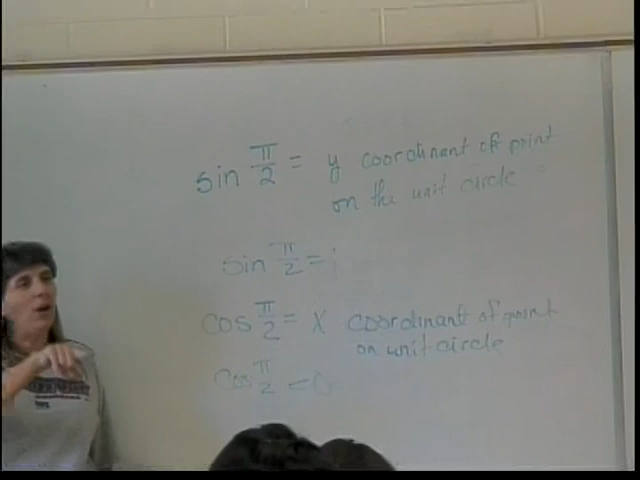 sin π/2 = y coordinant of point
on the unit circle
sin π/2 = 1
cos π/2 = x coordinant of point
on unit circle
cos π/2 = 0